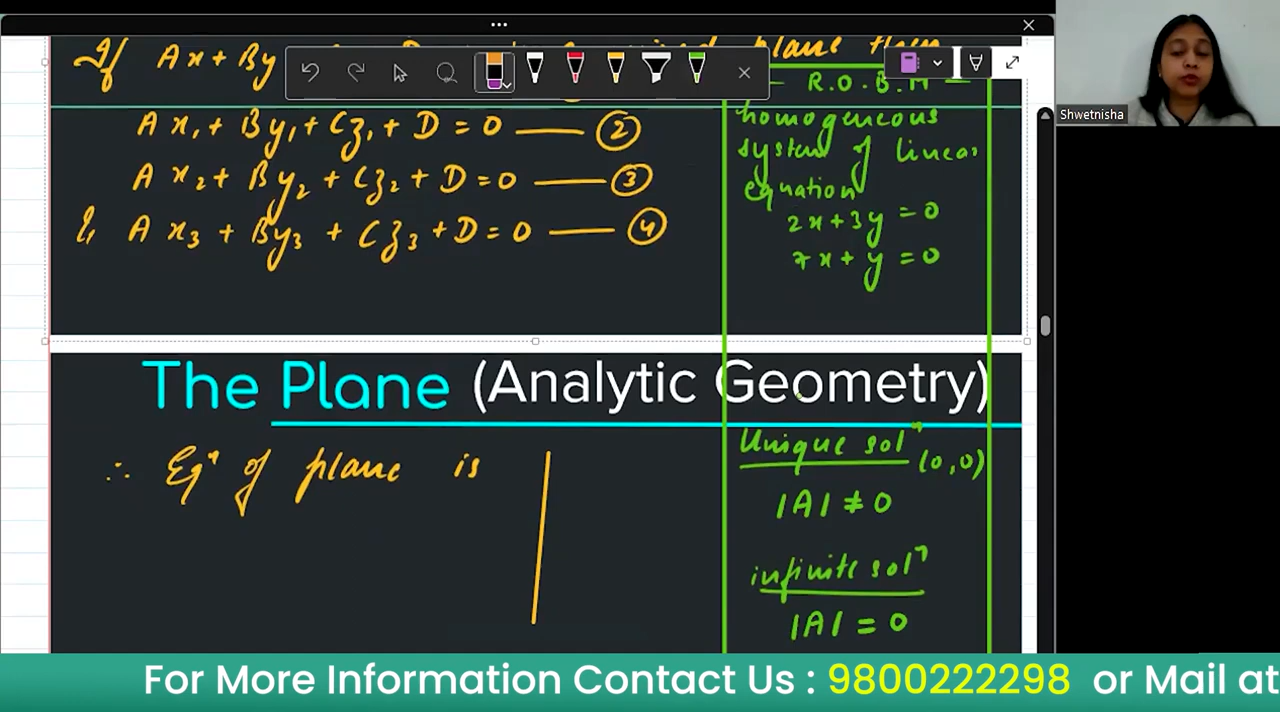 If Ax + By plane then
Ax₁ + By₁ + Cz₁ + D = 0 —— ②
Ax₂ + By₂ + Cz₂ + D = 0 —— ③
& Ax₃ + By₃ + Cz₃ + D = 0 —— ④
— R.O.B.M —
homogeneous
system of linear
equation
2x + 3y = 0
7x + y = 0
The Plane (Analytic Geometry)
∴ Eqⁿ of plane is
Unique solⁿ (0,0)
|A| ≠ 0
infinite solⁿ
|A| = 0
Shwetnisha
For More Information Contact Us : 9800222298 or Mail at